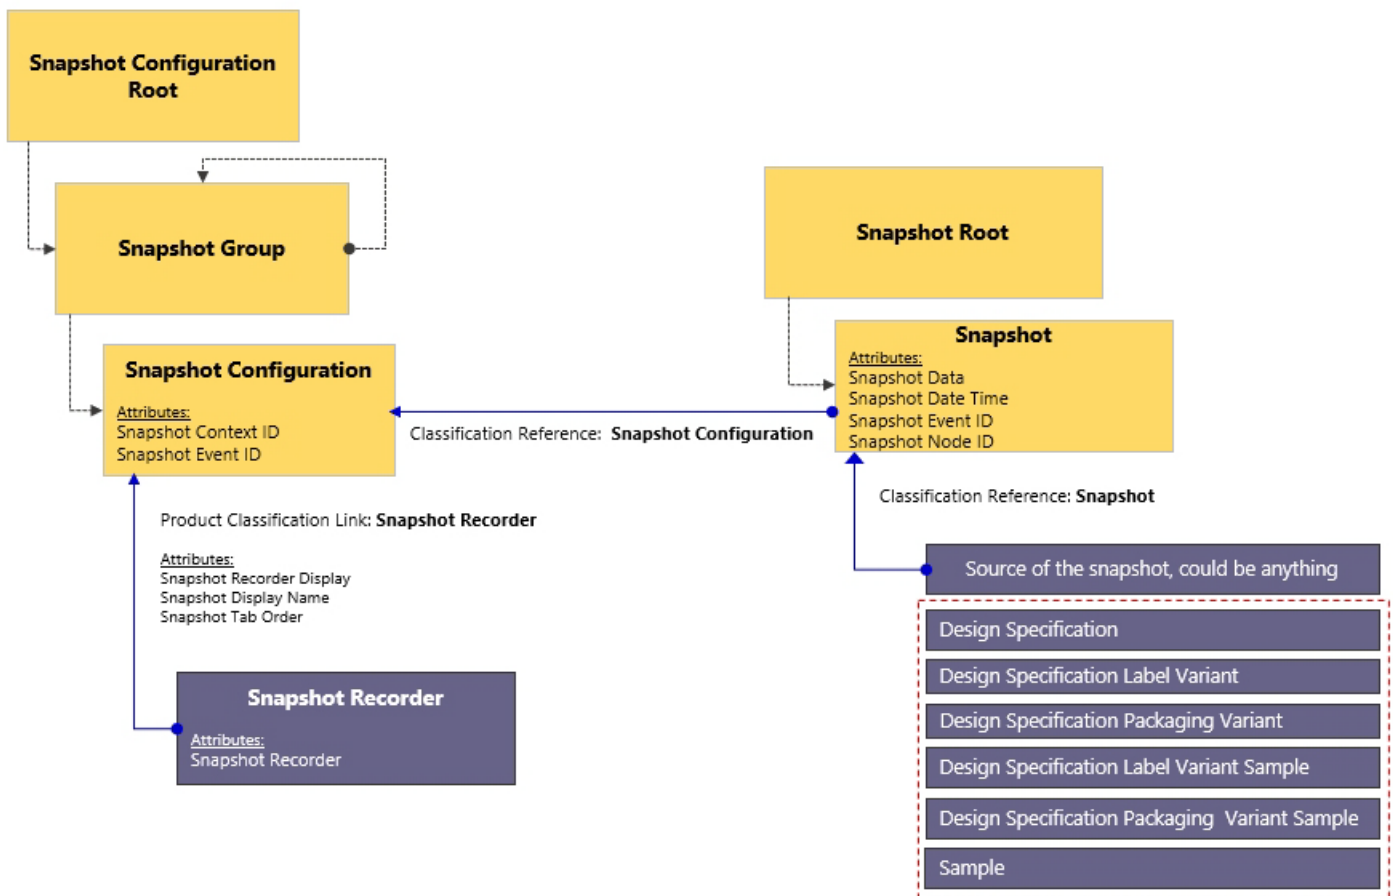 Snapshot Configuration
Root
Snapshot Group
Snapshot Configuration
Attributes:
Snapshot Context ID
Snapshot Event ID
Product Classification Link: Snapshot Recorder
Attributes:
Snapshot Recorder Display
Snapshot Display Name
Snapshot Tab Order
Snapshot Recorder
Attributes:
Snapshot Recorder
Classification Reference: Snapshot Configuration
Snapshot Root
Snapshot
Attributes:
Snapshot Data
Snapshot Date Time
Snapshot Event ID
Snapshot Node ID
Classification Reference: Snapshot
Source of the snapshot, could be anything
Design Specification
Design Specification Label Variant
Design Specification Packaging Variant
Design Specification Label Variant Sample
Design Specification Packaging Variant Sample
Sample